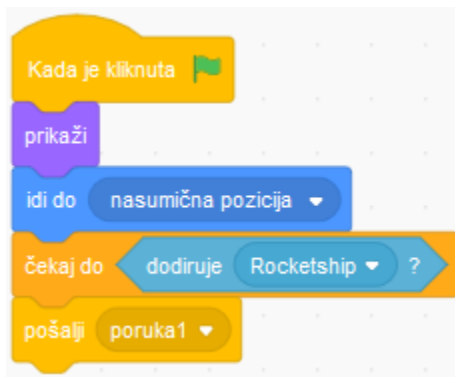 Kada je kliknuta
prikaži
idi do nasumična pozicija
čekaj do dodiruje Rocketship ?
pošalji poruka1